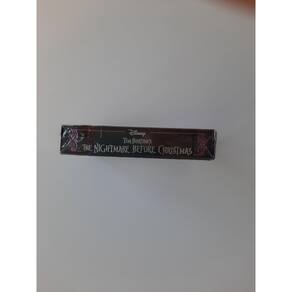 Disney
TIM BURTON'S
THE NIGHTMARE BEFORE CHRISTMAS